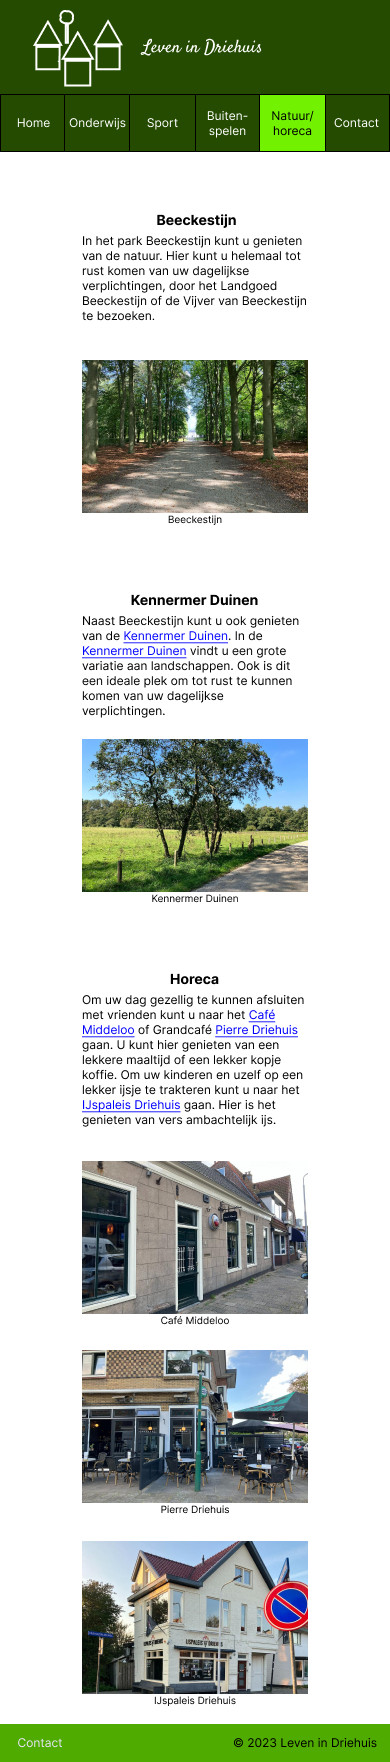 Leven in Driehuis
Home
Onderwijs
Sport
Buiten-
spelen
Natuur/
horeca
Contact
Beeckestijn
In het park Beeckestijn kunt u genieten
van de natuur. Hier kunt u helemaal tot
rust komen van uw dagelijkse
verplichtingen, door het Landgoed
Beeckestijn of de Vijver van Beeckestijn
te bezoeken.
Beeckestijn
Kennermer Duinen
Naast Beeckestijn kunt u ook genieten
van de Kennermer Duinen. In de
Kennermer Duinen vindt u een grote
variatie aan landschappen. Ook is dit
een ideale plek om tot rust te kunnen
komen van uw dagelijkse
verplichtingen.
Kennermer Duinen
Horeca
Om uw dag gezellig te kunnen afsluiten
met vrienden kunt u naar het Café
Middeloo of Grandcafé Pierre Driehuis
gaan. U kunt hier genieten van een
lekkere maaltijd of een lekker kopje
koffie. Om uw kinderen en uzelf op een
lekker ijsje te trakteren kunt u naar het
IJspaleis Driehuis gaan. Hier is het
genieten van vers ambachtelijk ijs.
Café Middeloo
Pierre Driehuis
IJSPALEIS
IJspaleis Driehuis
Contact
© 2023 Leven in Driehuis